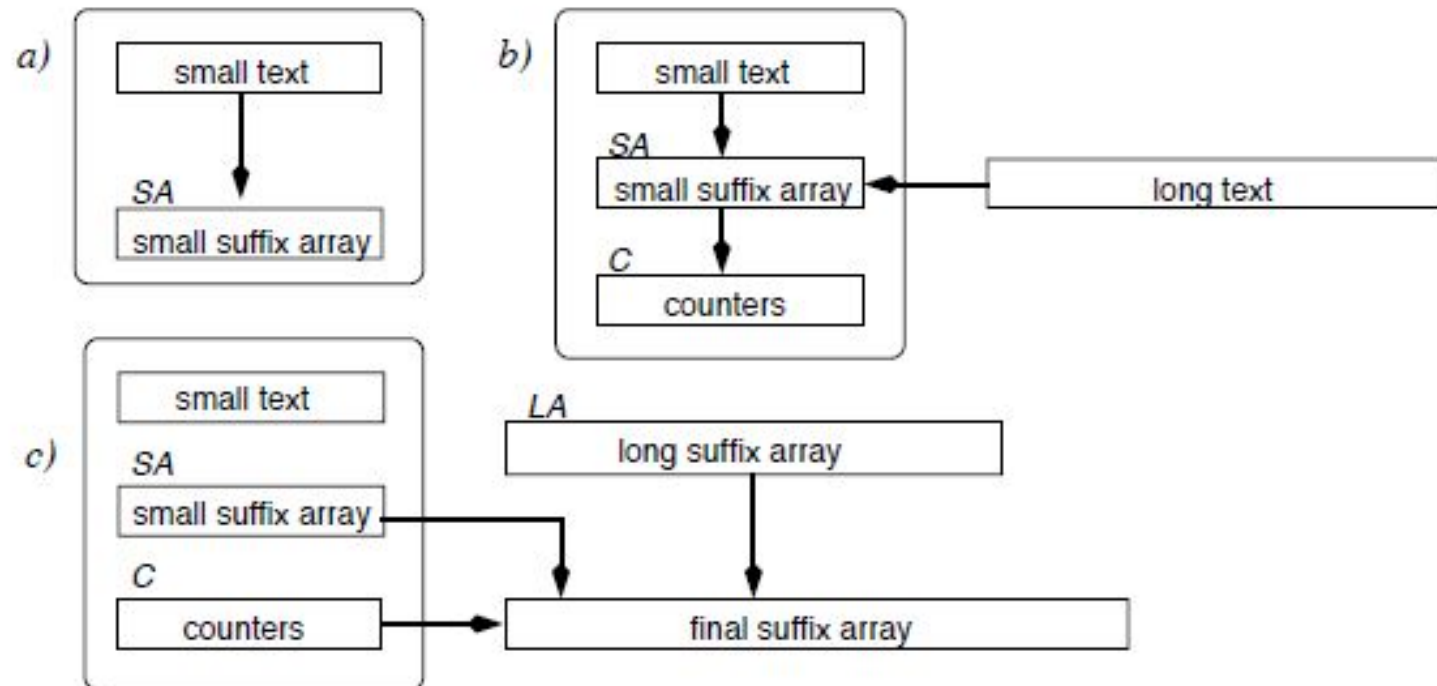 a)
small text
SA
small suffix array
b)
small text
SA
small suffix array
long text
C
counters
c)
small text
SA
small suffix array
C
counters
LA
long suffix array
final suffix array